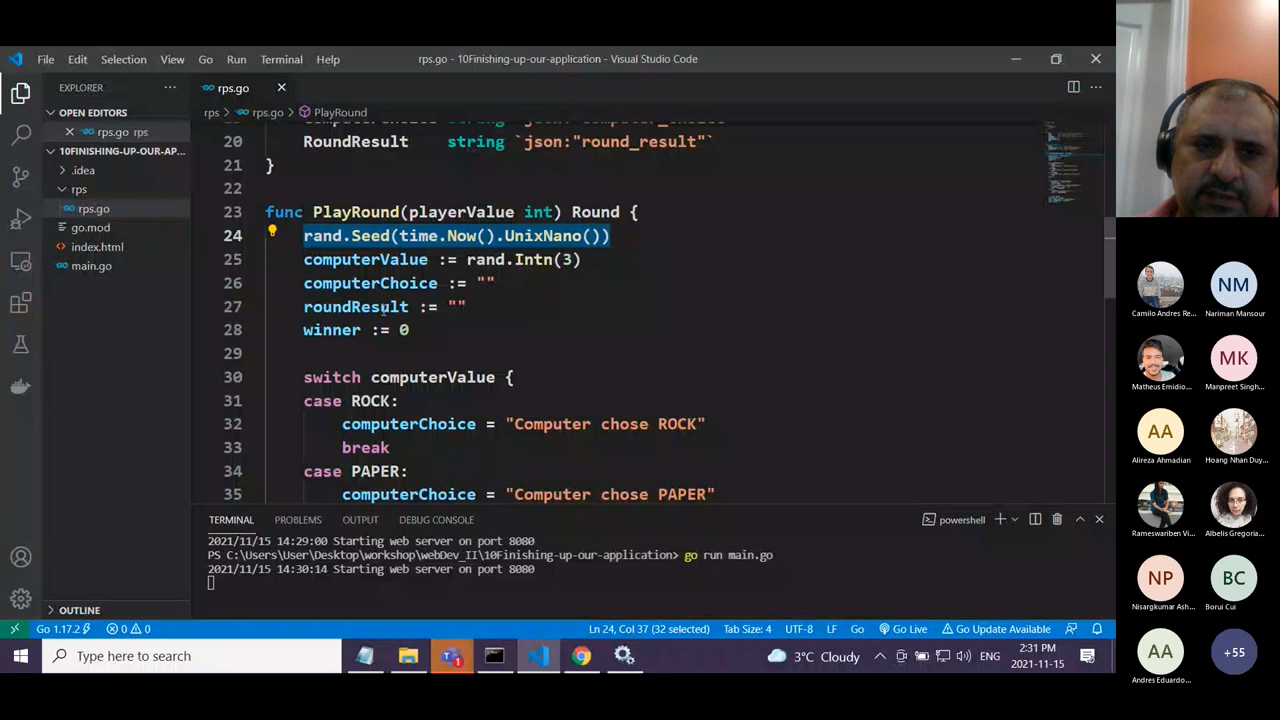 File Edit Selection View Go Run Terminal Help
rps.go - 10Finishing-up-our-application - Visual Studio Code
EXPLORER
OPEN EDITORS
rps.go rps
10FINISHING-UP-OUR-AP...
.idea
rps
rps.go
go.mod
index.html
main.go
OUTLINE
rps.go
rps > rps.go > PlayRound
20 RoundResult string `json:"round_result"`
21 }
22
23 func PlayRound(playerValue int) Round {
24 rand.Seed(time.Now().UnixNano())
25 computerValue := rand.Intn(3)
26 computerChoice := ""
27 roundResult := ""
28 winner := 0
29
30 switch computerValue {
31 case ROCK:
32 computerChoice = "Computer chose ROCK"
33 break
34 case PAPER:
35 computerChoice = "Computer chose PAPER"
TERMINAL PROBLEMS OUTPUT DEBUG CONSOLE
powershell
2021/11/15 14:29:00 Starting web server on port 8080
PS C:\Users\User\Desktop\workshop\webDev_II\10Finishing-up-our-application> go run main.go
2021/11/15 14:30:14 Starting web server on port 8080
Go 1.17.2 0 0
Ln 24, Col 37 (32 selected) Tab Size: 4 UTF-8 LF Go Go Live Go Update Available
Type here to search
1
3°C Cloudy
ENG
2:31 PM
2021-11-15
NM
Camilo Andres Re...
Nariman Mansour
MK
Matheus Emidio...
Manpreet Singh...
AA
Alireza Ahmadian
Hoang Nhan Duy...
Rameswariben Vi...
Albelis Gregoria...
NP
BC
Nisargkumar Ash...
Borui Cui
AA
+55
Andres Eduardo...